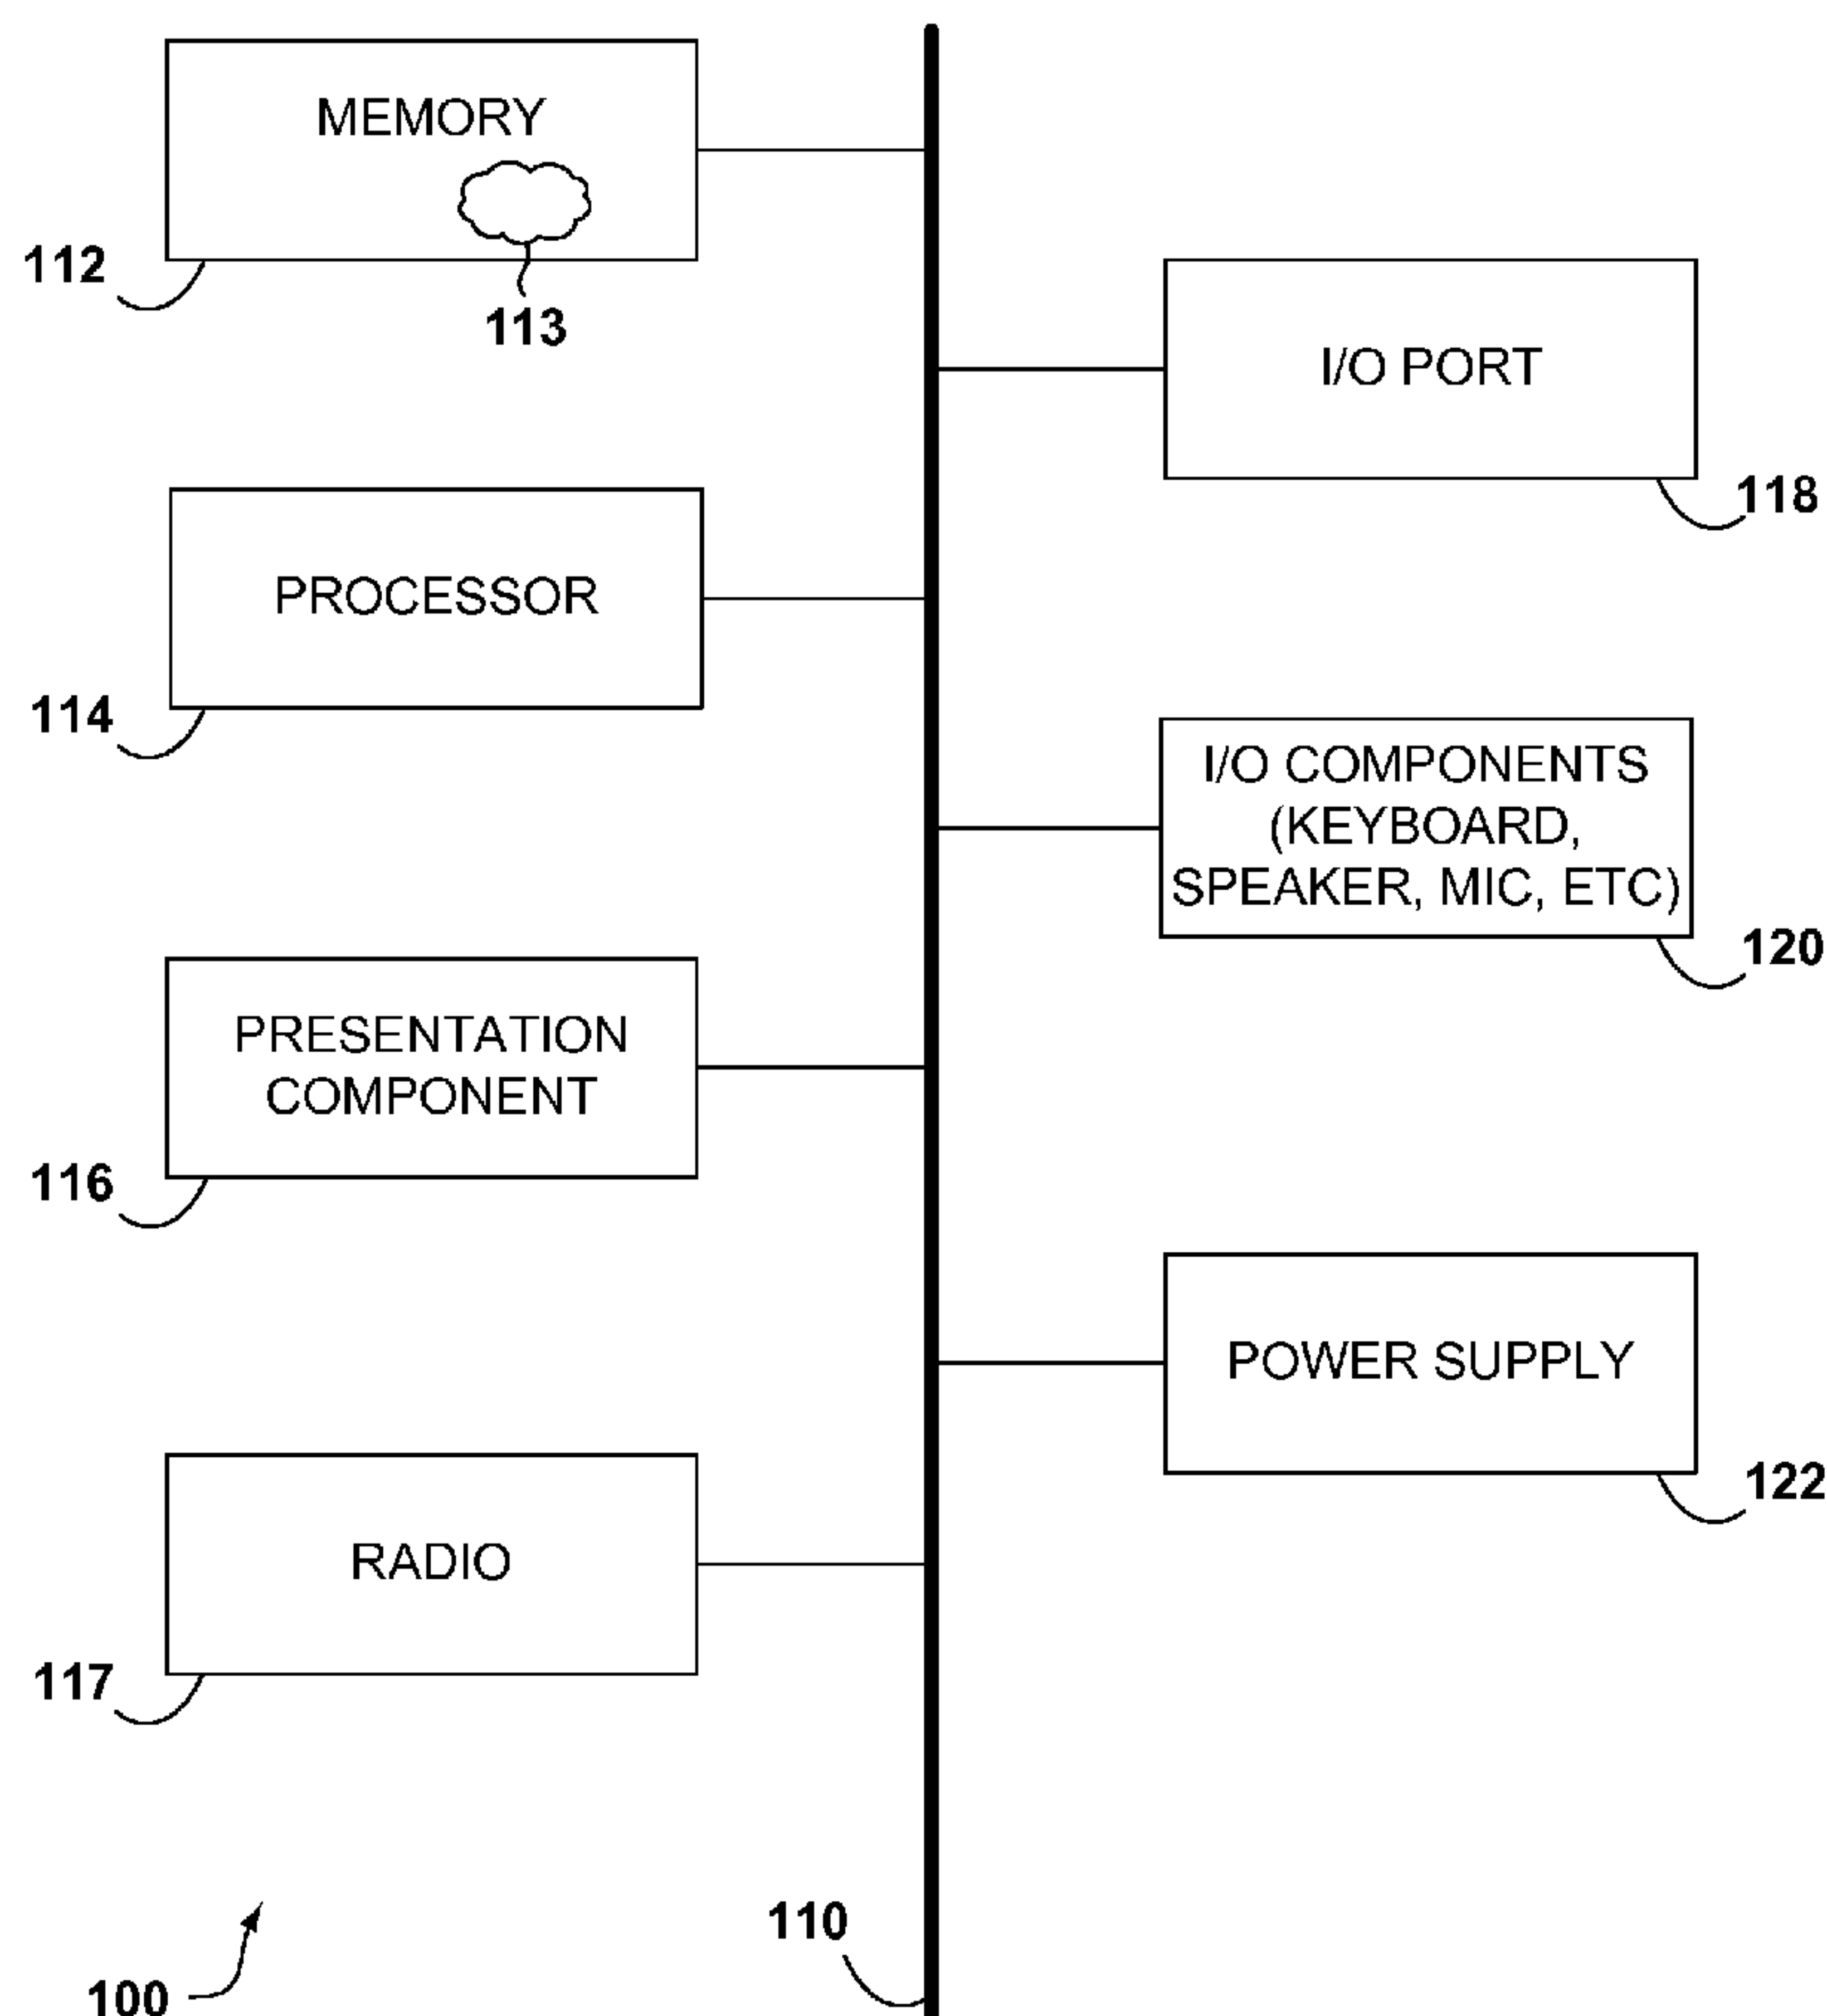 MEMORY
112
113
I/O PORT
118
PROCESSOR
114
I/O COMPONENTS
(KEYBOARD,
SPEAKER, MIC, ETC)
120
PRESENTATION
COMPONENT
116
POWER SUPPLY
122
RADIO
117
110
100